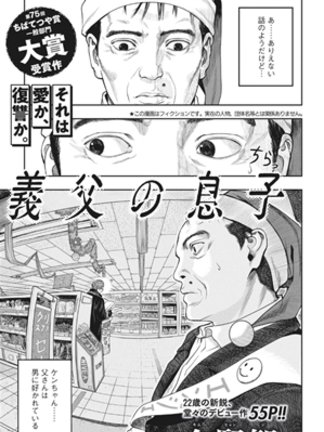 あ……ありえない
話のようだけど…
第75回
ちばてつや賞
一般部門
大賞
受賞作
それは
愛か、
復讐か。
★この漫画はフィクションです。実在の人物、団体名等とは関係ありません。
ちらっ
義父の息子
ケンちゃん……
父さんは
男に好かれている
22歳の新鋭、
堂々のデビュー作55P!!